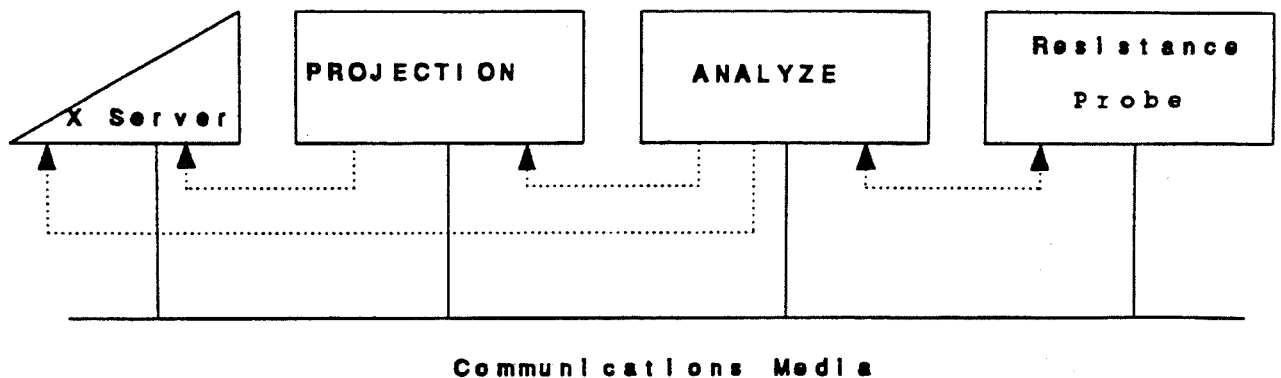 Resistance
PROJECTION
ANALYZE
Probe
X Server
Communications Media